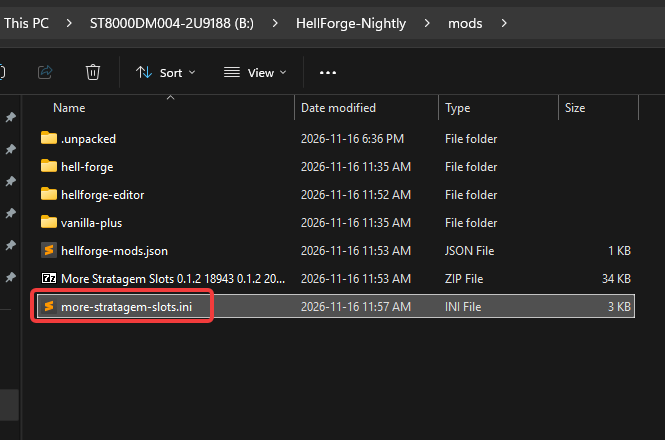 This PC > ST8000DM004-2U9188 (B:) > HellForge-Nightly > mods >
Sort View ...
Name Date modified Type Size
.unpacked 2026-11-16 6:36 PM File folder
hell-forge 2026-11-16 11:35 AM File folder
hellforge-editor 2026-11-16 11:52 AM File folder
vanilla-plus 2026-11-16 11:35 AM File folder
hellforge-mods.json 2026-11-16 11:53 AM JSON File 1 KB
More Stratagem Slots 0.1.2 18943 0.1.2 20... 2026-11-16 11:53 AM ZIP File 34 KB
more-stratagem-slots.ini 2026-11-16 11:57 AM INI File 3 KB